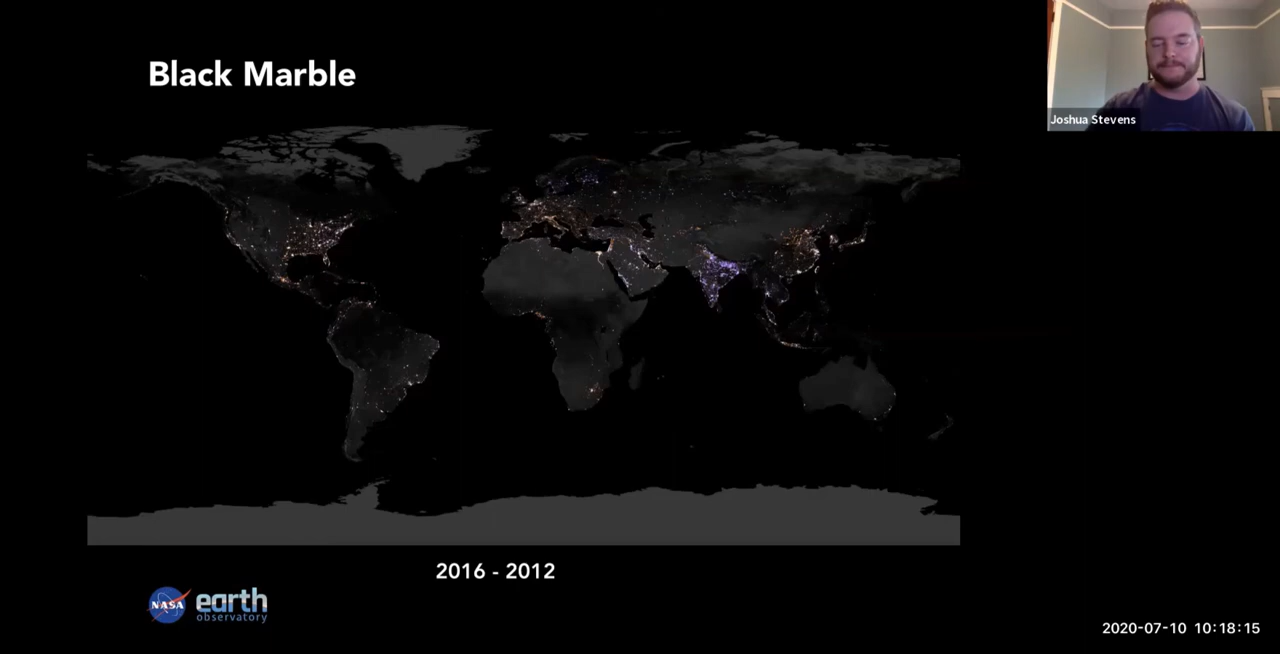 Black Marble
Joshua Stevens
2016 - 2012
NASA
earth
observatory
2020-07-10 10:18:15